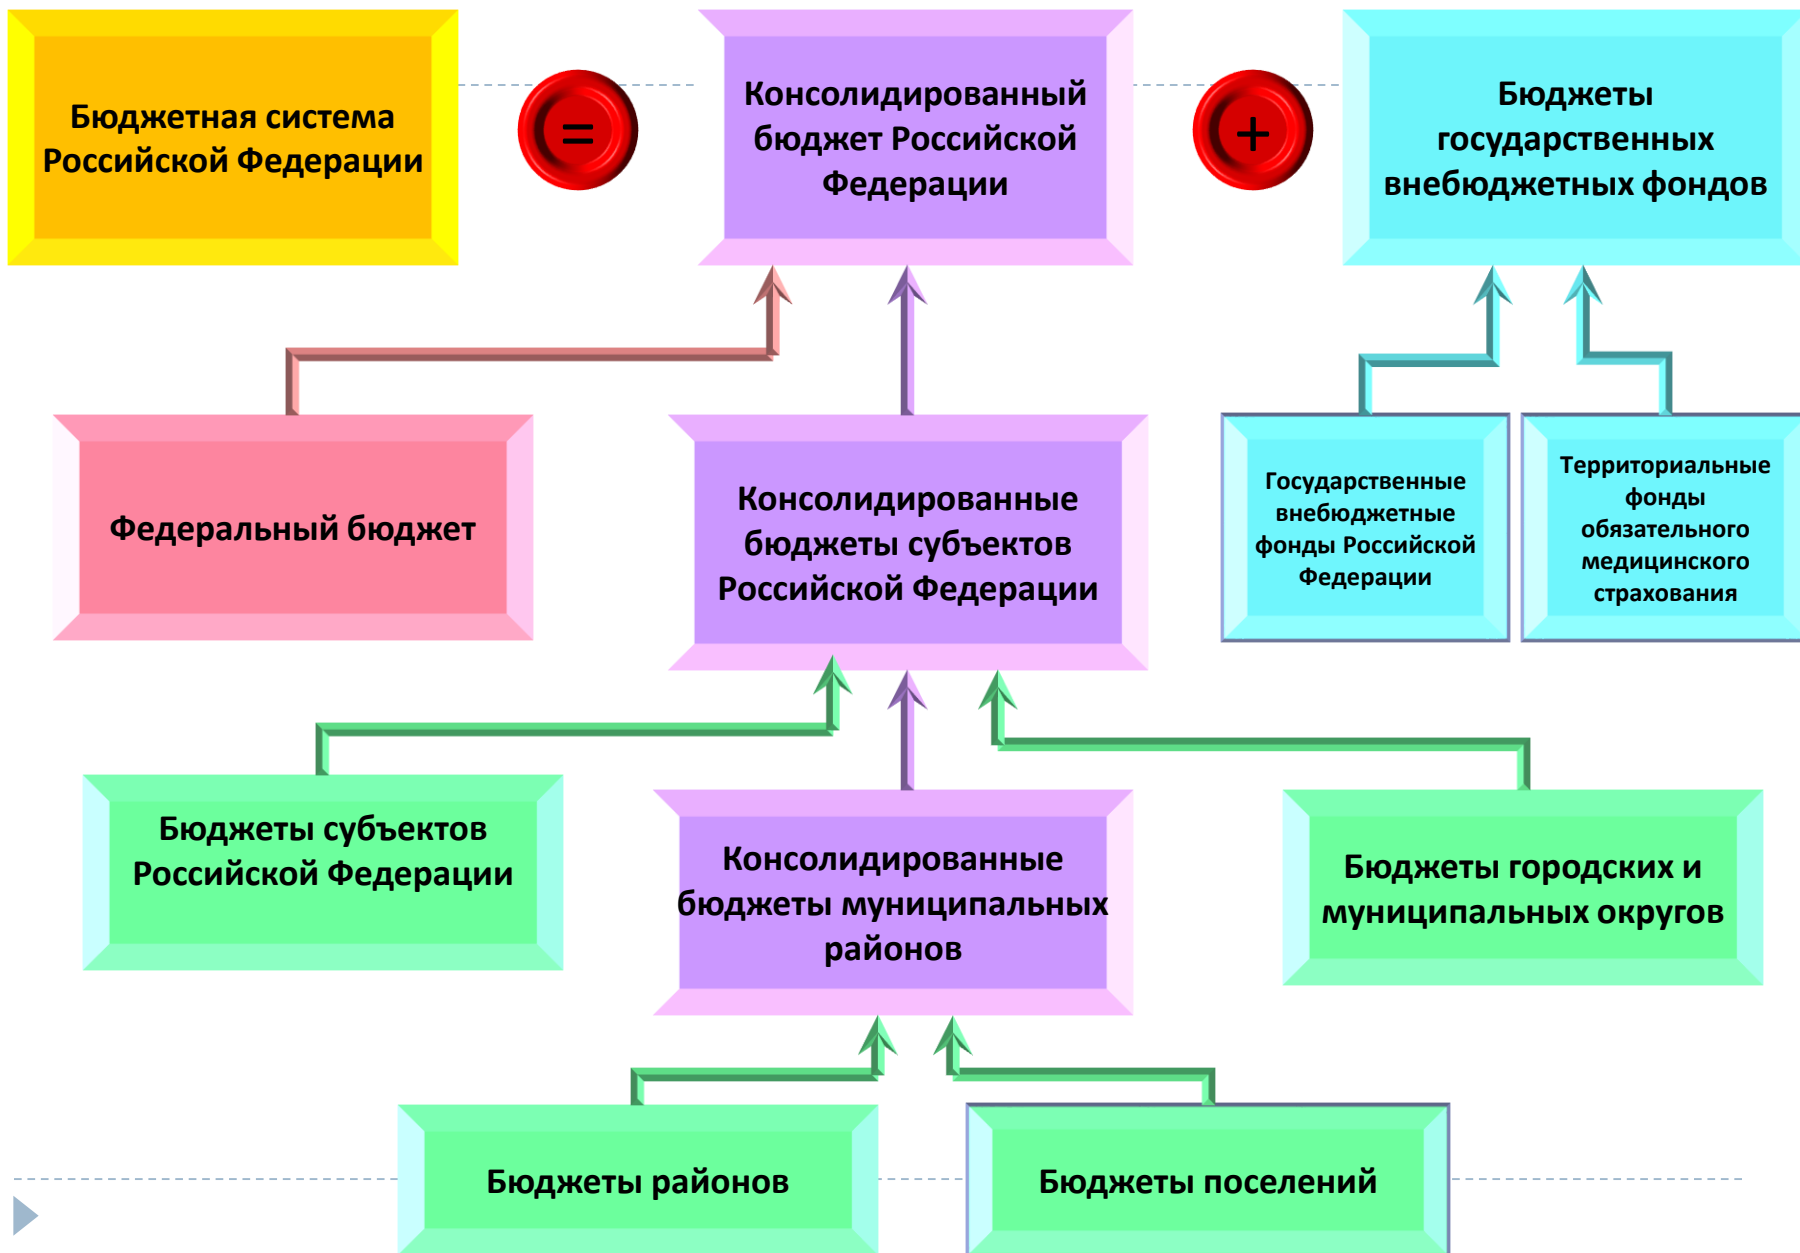 Бюджетная система
Российской Федерации
=
Консолидированный
бюджет Российской
Федерации
+
Бюджеты
государственных
внебюджетных фондов
Федеральный бюджет
Консолидированные
бюджеты субъектов
Российской Федерации
Государственные
внебюджетные
фонды Российской
Федерации
Территориальные
фонды
обязательного
медицинского
страхования
Бюджеты субъектов
Российской Федерации
Консолидированные
бюджеты муниципальных
районов
Бюджеты городских и
муниципальных округов
Бюджеты районов
Бюджеты поселений